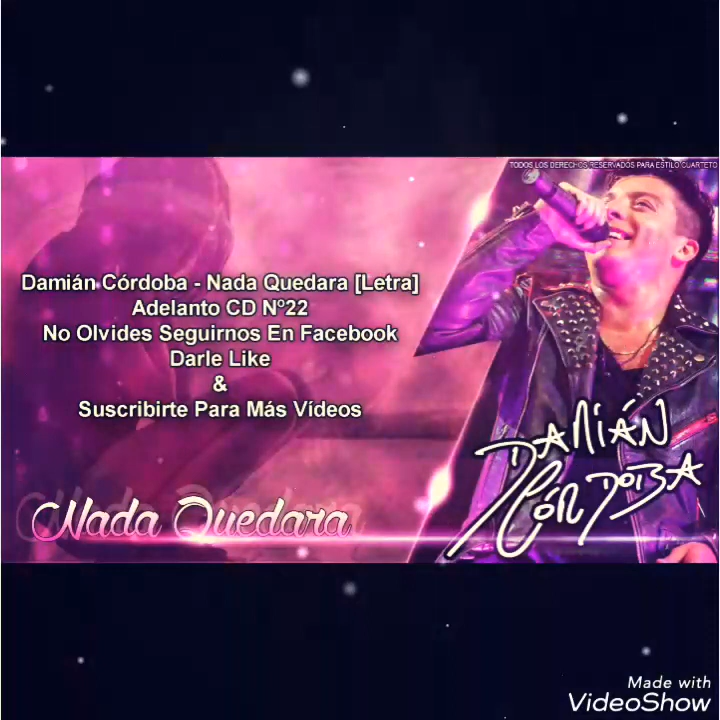 TODOS LOS DERECHOS RESERVADOS PARA ESTILO CUARTETO
Damián Córdoba - Nada Quedara [Letra]
Adelanto CD Nº22
No Olvides Seguirnos En Facebook
Darle Like
&
Suscribirte Para Más Vídeos
DAMIÁN
CÓRDOBA
Nada Quedara
Made with
VideoShow